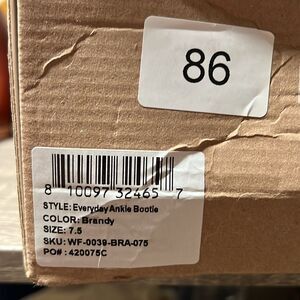 86
8 10097 32465 7
STYLE: Everyday Ankle Bootie
COLOR: Brandy
SIZE: 7.5
SKU: WF-0039-BRA-075
PO# : 420075C